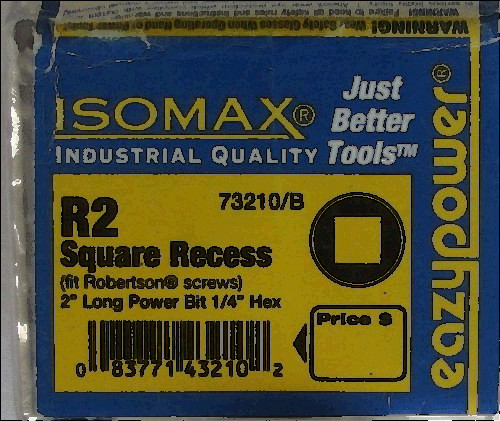 WARNING!
ISOMAX®
INDUSTRIAL QUALITY
Just
Better
Tools™
eazypower®
R2
73210/B
Square Recess
(fit Robertson® screws)
2" Long Power Bit 1/4" Hex
Price $
0 83771 43210 2